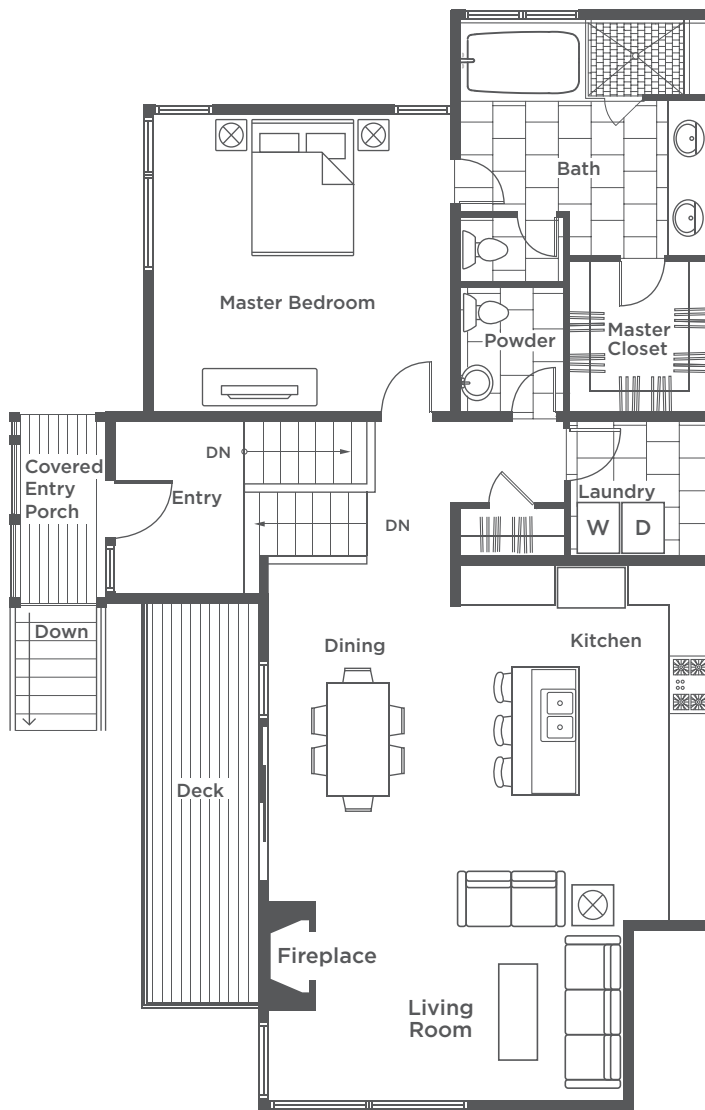 Bath
Master Bedroom
Powder
Master
Closet
DN
Covered
Entry
Porch
Entry
Laundry
W D
DN
Down
Dining
Kitchen
Deck
Fireplace
Living
Room